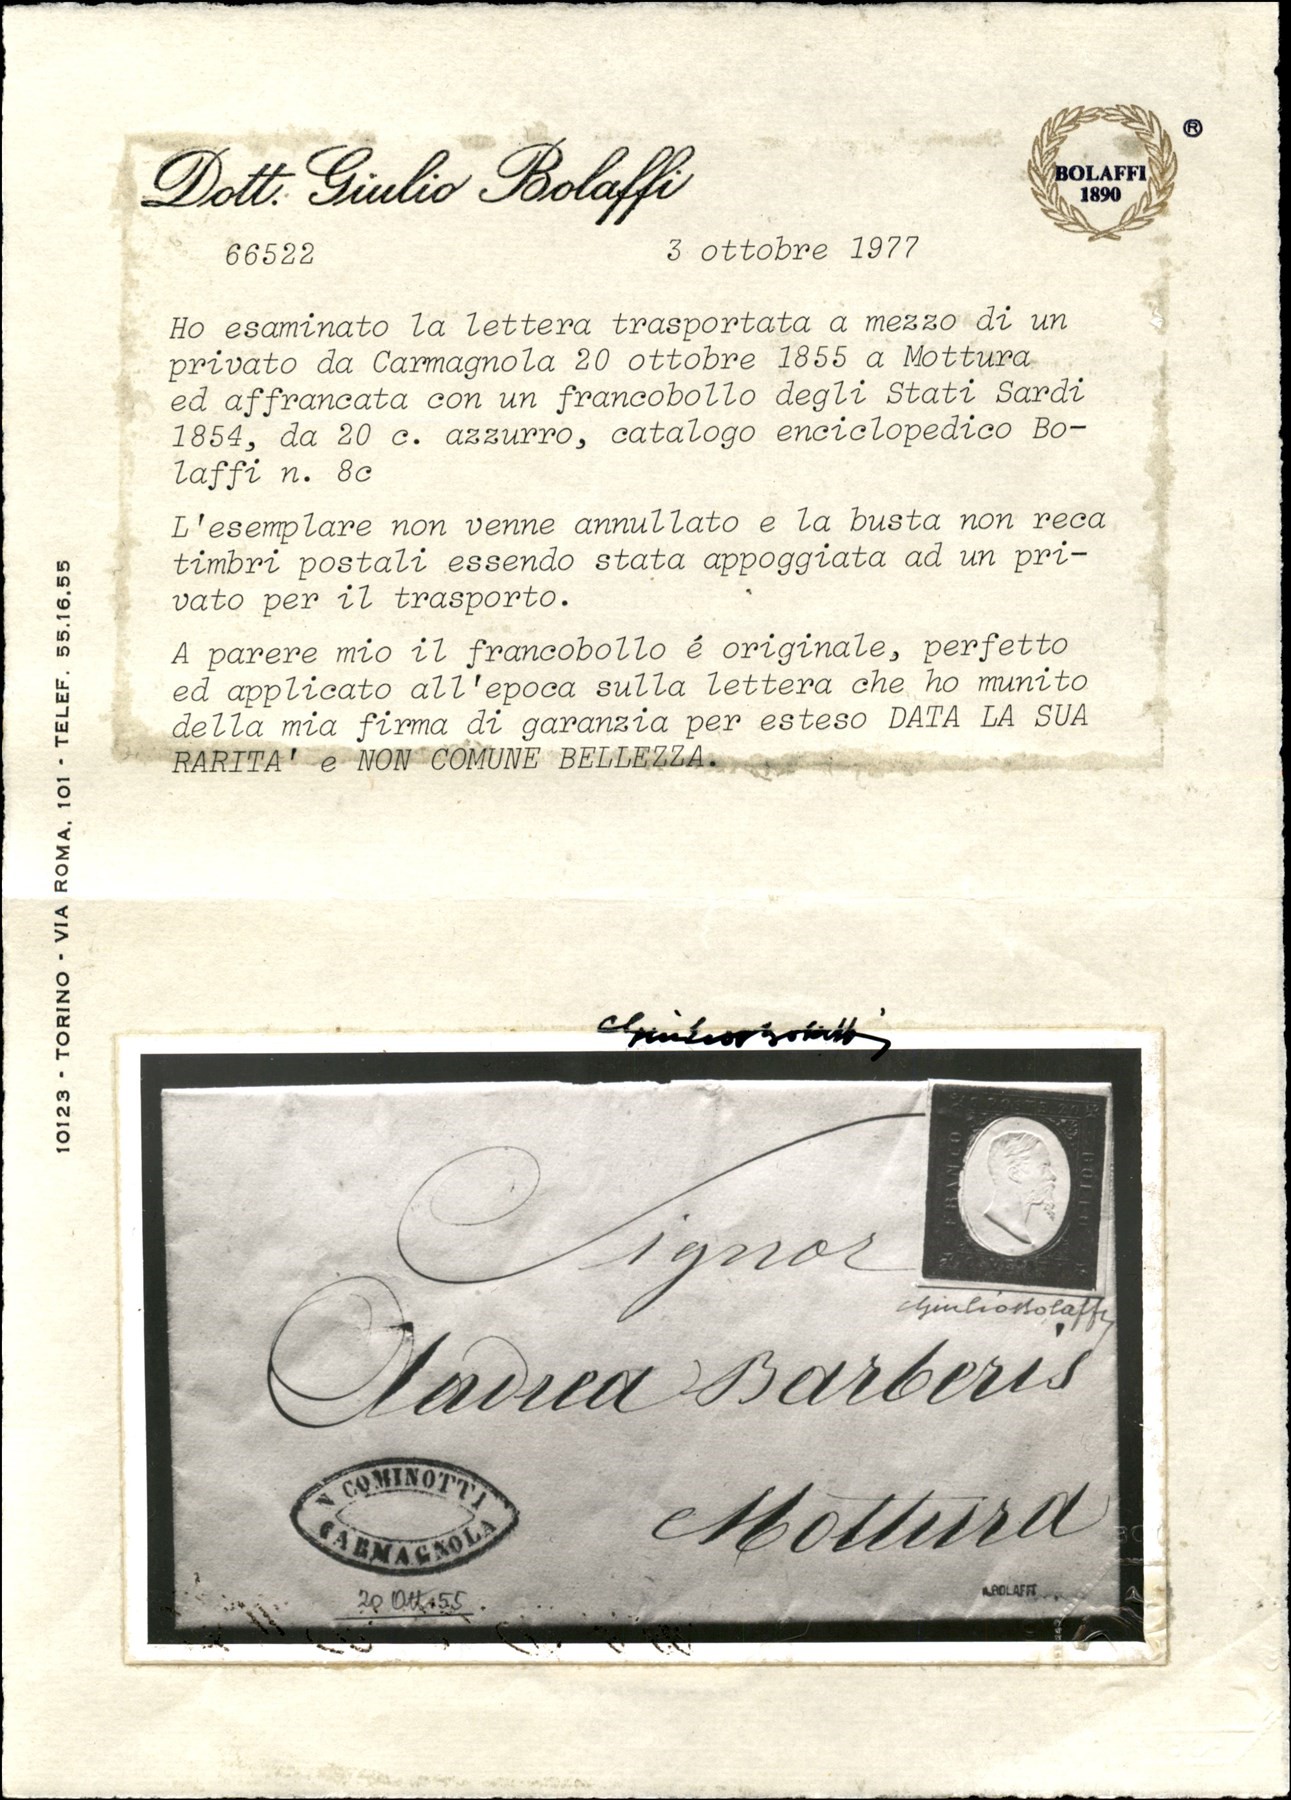 Dott. Giulio Bolaffi
BOLAFFI
1890
®
66522
3 ottobre 1977
Ho esaminato la lettera trasportata a mezzo di un
privato da Carmagnola 20 ottobre 1855 a Mottura
ed affrancata con un francobollo degli Stati Sardi
1854, da 20 c. azzurro, catalogo enciclopedico Bo-
laffi n. 8c
L'esemplare non venne annullato e la busta non reca
timbri postali essendo stata appoggiata ad un pri-
vato per il trasporto.
A parere mio il francobollo é originale, perfetto
ed applicato all'epoca sulla lettera che ho munito
della mia firma di garanzia per esteso DATA LA SUA
RARITA' e NON COMUNE BELLEZZA.
10123 - TORINO - VIA ROMA, 101 - TELEF. 55.16.55
Giulio Bolaffi
FRANCO
BOLLO
Signor
Giulio Bolaffi
Andrea Barberis
N COMINOTTI
CARMAGNOLA
Mottura
20 Ott. 55
A. BOLAFFI